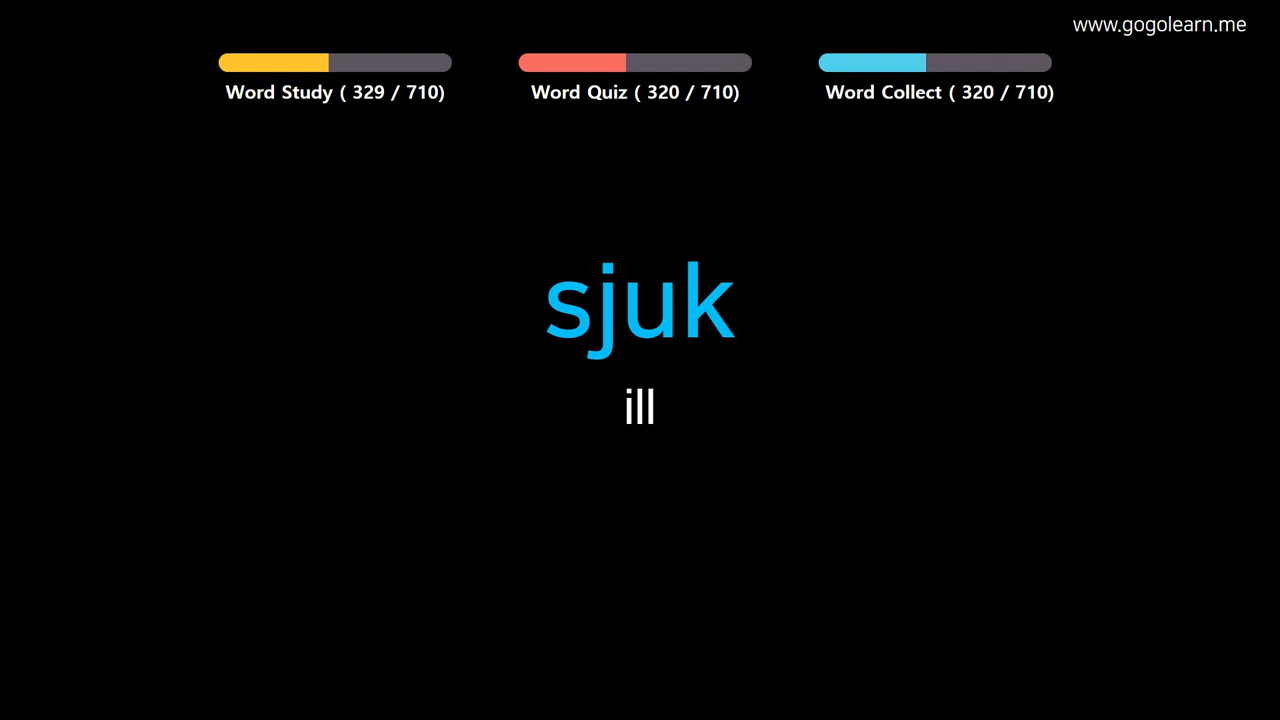 www.gogolearn.me
Word Study ( 329 / 710)
Word Quiz ( 320 / 710)
Word Collect ( 320 / 710)
sjuk
ill